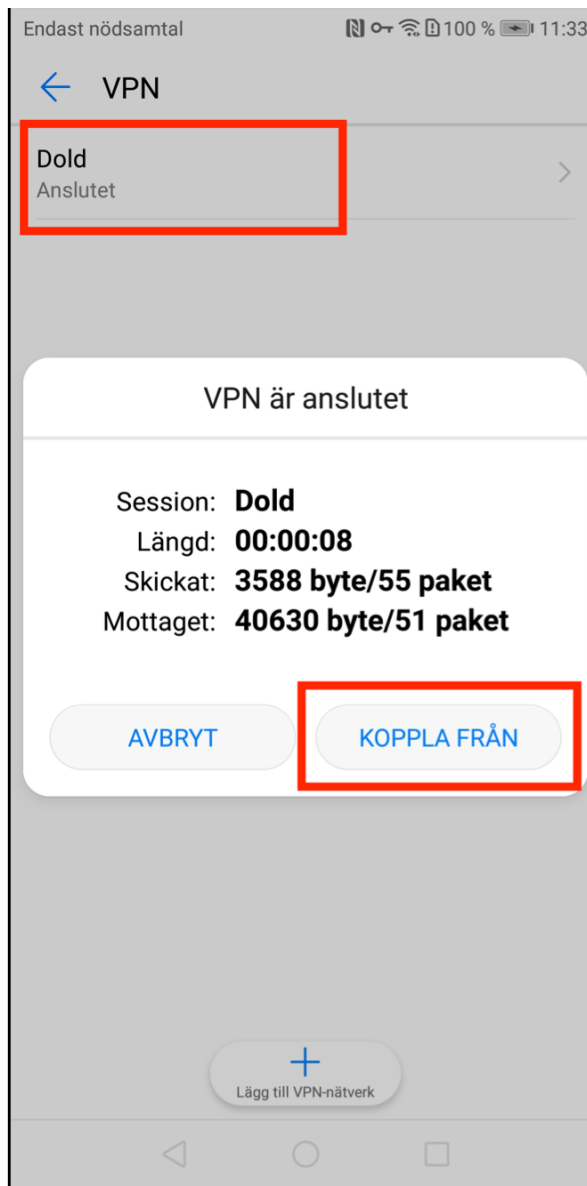 Endast nödsamtal 100 % 11:33
VPN
Dold
Anslutet
VPN är anslutet
Session: Dold
Längd: 00:00:08
Skickat: 3588 byte/55 paket
Mottaget: 40630 byte/51 paket
AVBRYT KOPPLA FRÅN
Lägg till VPN-nätverk